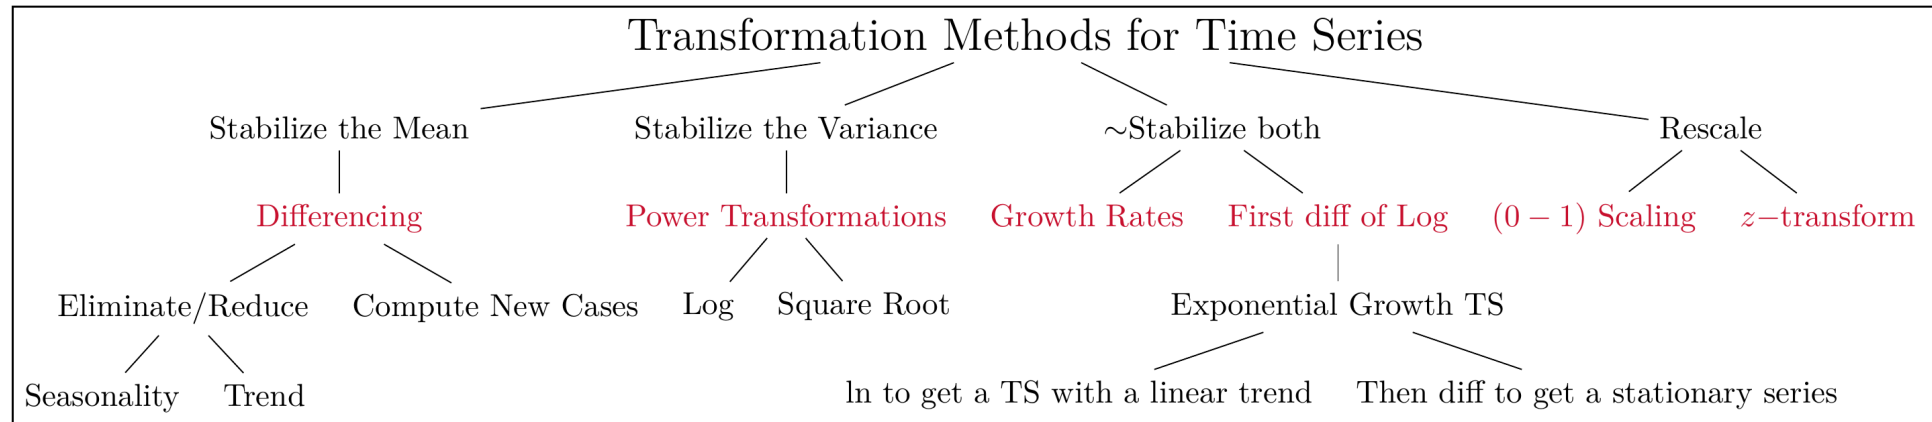 Transformation Methods for Time Series
Stabilize the Mean
Stabilize the Variance
∼Stabilize both
Rescale
Differencing
Power Transformations
Growth Rates
First diff of Log
(0 − 1) Scaling
z−transform
Eliminate/Reduce
Compute New Cases
Log
Square Root
Exponential Growth TS
Seasonality
Trend
ln to get a TS with a linear trend
Then diff to get a stationary series